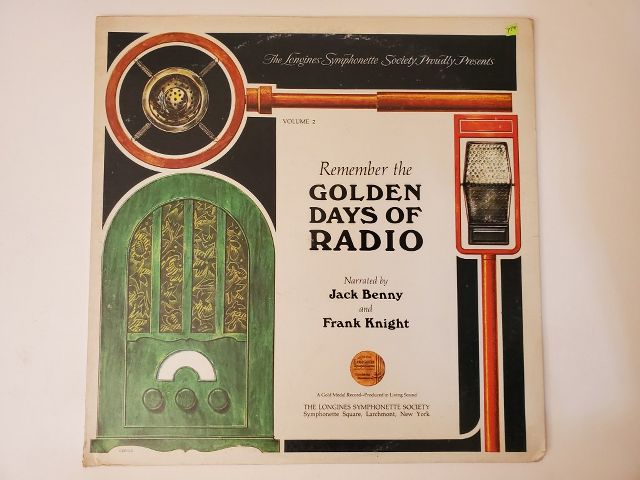 The Longines Symphonette Society Proudly Presents
VOLUME 2
Remember the
GOLDEN
DAYS OF
RADIO
Narrated by
Jack Benny
and
Frank Knight
A Gold Medal Record—Produced in Living Sound
THE LONGINES SYMPHONETTE SOCIETY
Symphonette Square, Larchmont, New York